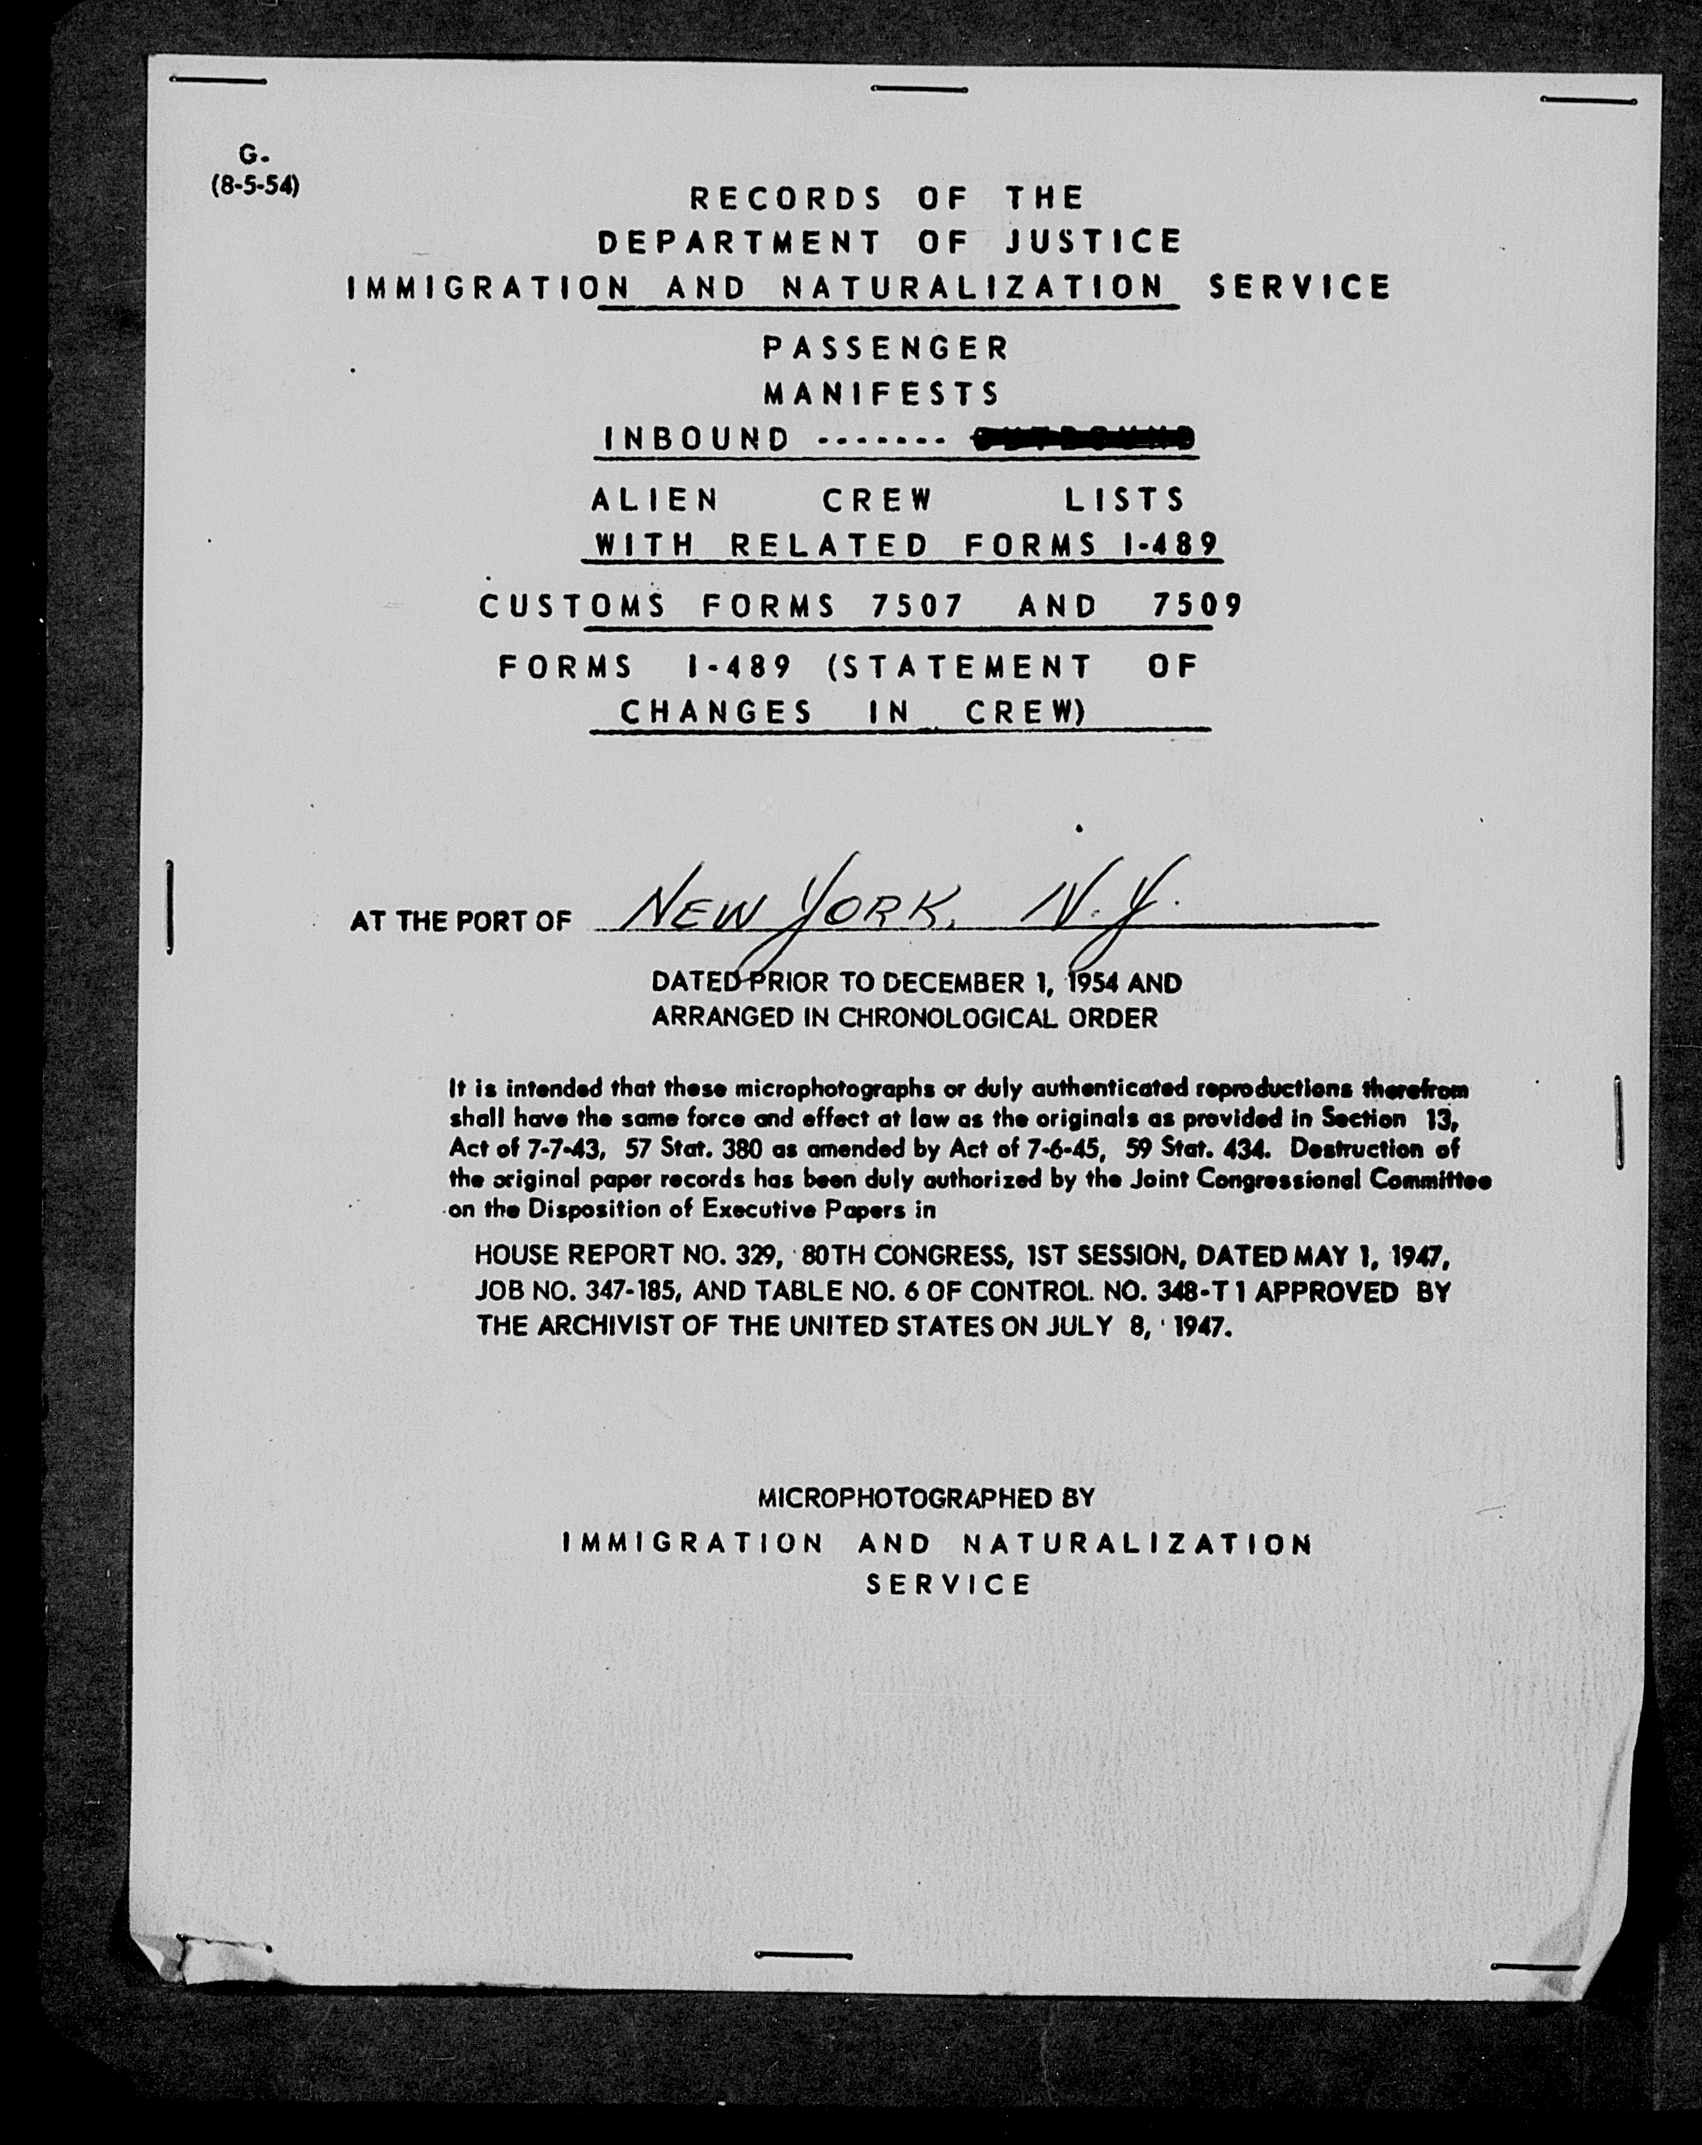 G.
(8-5-54)
RECORDS OF THE
DEPARTMENT OF JUSTICE
IMMIGRATION AND NATURALIZATION SERVICE
PASSENGER
MANIFESTS
INBOUND ------- OUTBOUND
ALIEN CREW LISTS
WITH RELATED FORMS I-489
CUSTOMS FORMS 7507 AND 7509
FORMS I-489 (STATEMENT OF
CHANGES IN CREW)
AT THE PORT OF NEW YORK, N.Y.
DATED PRIOR TO DECEMBER 1, 1954 AND
ARRANGED IN CHRONOLOGICAL ORDER
It is intended that these microphotographs or duly authenticated reproductions therefrom
shall have the same force and effect at law as the originals as provided in Section 13,
Act of 7-7-43, 57 Stat. 380 as amended by Act of 7-6-45, 59 Stat. 434. Destruction of
the original paper records has been duly authorized by the Joint Congressional Committee
on the Disposition of Executive Papers in
HOUSE REPORT NO. 329, 80TH CONGRESS, 1ST SESSION, DATED MAY 1, 1947,
JOB NO. 347-185, AND TABLE NO. 6 OF CONTROL NO. 348-T1 APPROVED BY
THE ARCHIVIST OF THE UNITED STATES ON JULY 8, 1947.
MICROPHOTOGRAPHED BY
IMMIGRATION AND NATURALIZATION
SERVICE